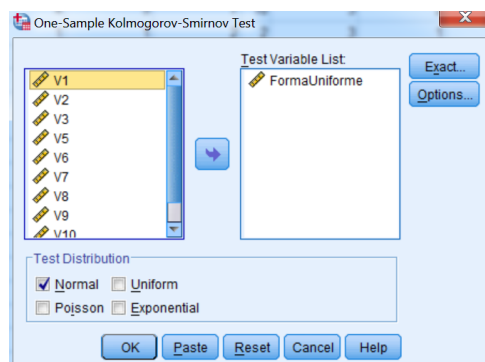 One-Sample Kolmogorov-Smirnov Test
Test Variable List:
V1
V2
V3
V5
V6
V7
V8
V9
V10
FormaUniforme
Exact...
Options...
Test Distribution
Normal Uniform
Poisson Exponential
OK Paste Reset Cancel Help